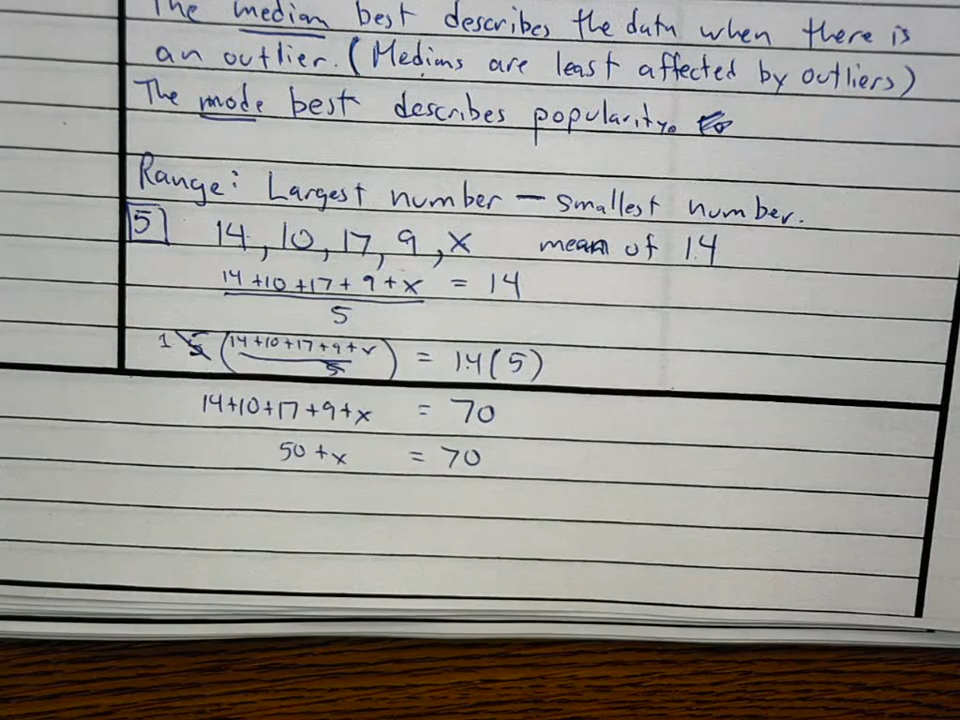 The median best describes the data when there is
an outlier. (Medians are least affected by outliers)
The mode best describes popularity.
Range: Largest number — smallest number.
5 14, 10, 17, 9, x mean of 14
14+10+17+9+x / 5 = 14
1 5 (14+10+17+9+x / 5) = 14(5)
14+10+17+9+x = 70
50+x = 70